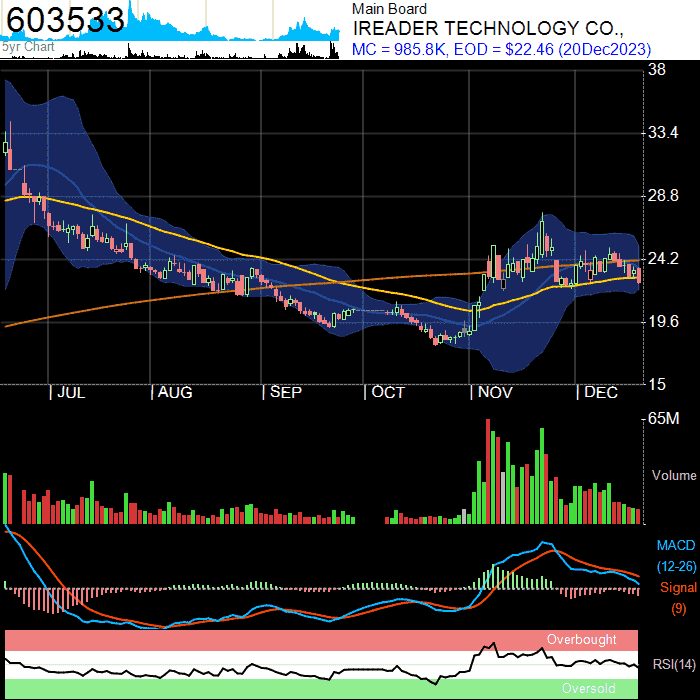 603533
Main Board
IREADER TECHNOLOGY CO.,
5yr Chart
MC = 985.8K, EOD = $22.46 (20Dec2023)
38
33.4
28.8
24.2
19.6
15
JUL AUG SEP OCT NOV DEC
65M
Volume
MACD
(12-26)
Signal
(9)
Overbought
RSI(14)
Oversold